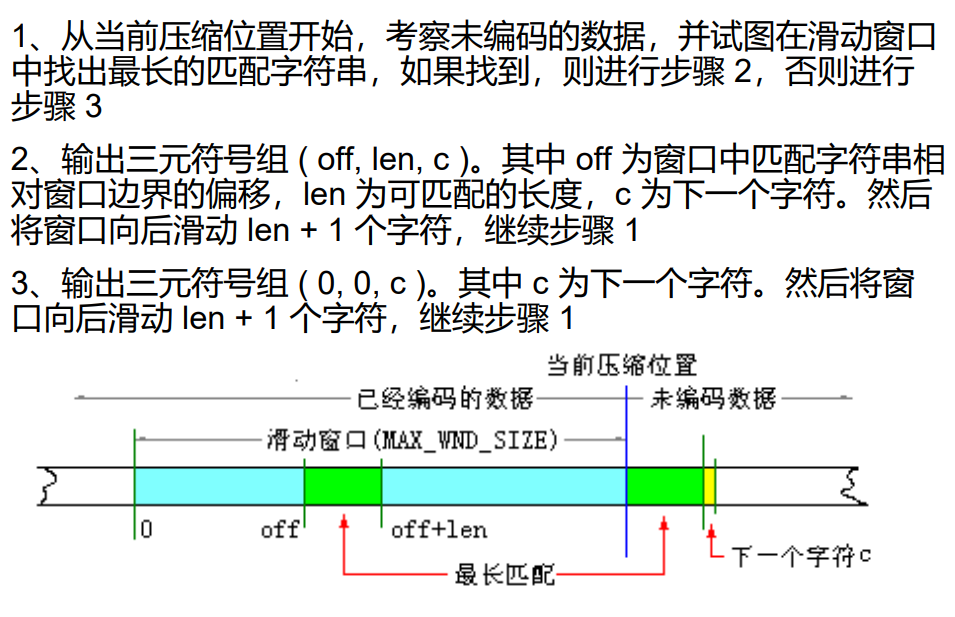 1、从当前压缩位置开始，考察未编码的数据，并试图在滑动窗口
中找出最长的匹配字符串，如果找到，则进行步骤 2，否则进行
步骤 3
2、输出三元符号组 ( off, len, c )。其中 off 为窗口中匹配字符串相
对窗口边界的偏移，len 为可匹配的长度，c 为下一个字符。然后
将窗口向后滑动 len + 1 个字符，继续步骤 1
3、输出三元符号组 ( 0, 0, c )。其中 c 为下一个字符。然后将窗
口向后滑动 len + 1 个字符，继续步骤 1
当前压缩位置
已经编码的数据 未编码数据
滑动窗口(MAX_WND_SIZE)
0 off off+len
下一个字符c
最长匹配